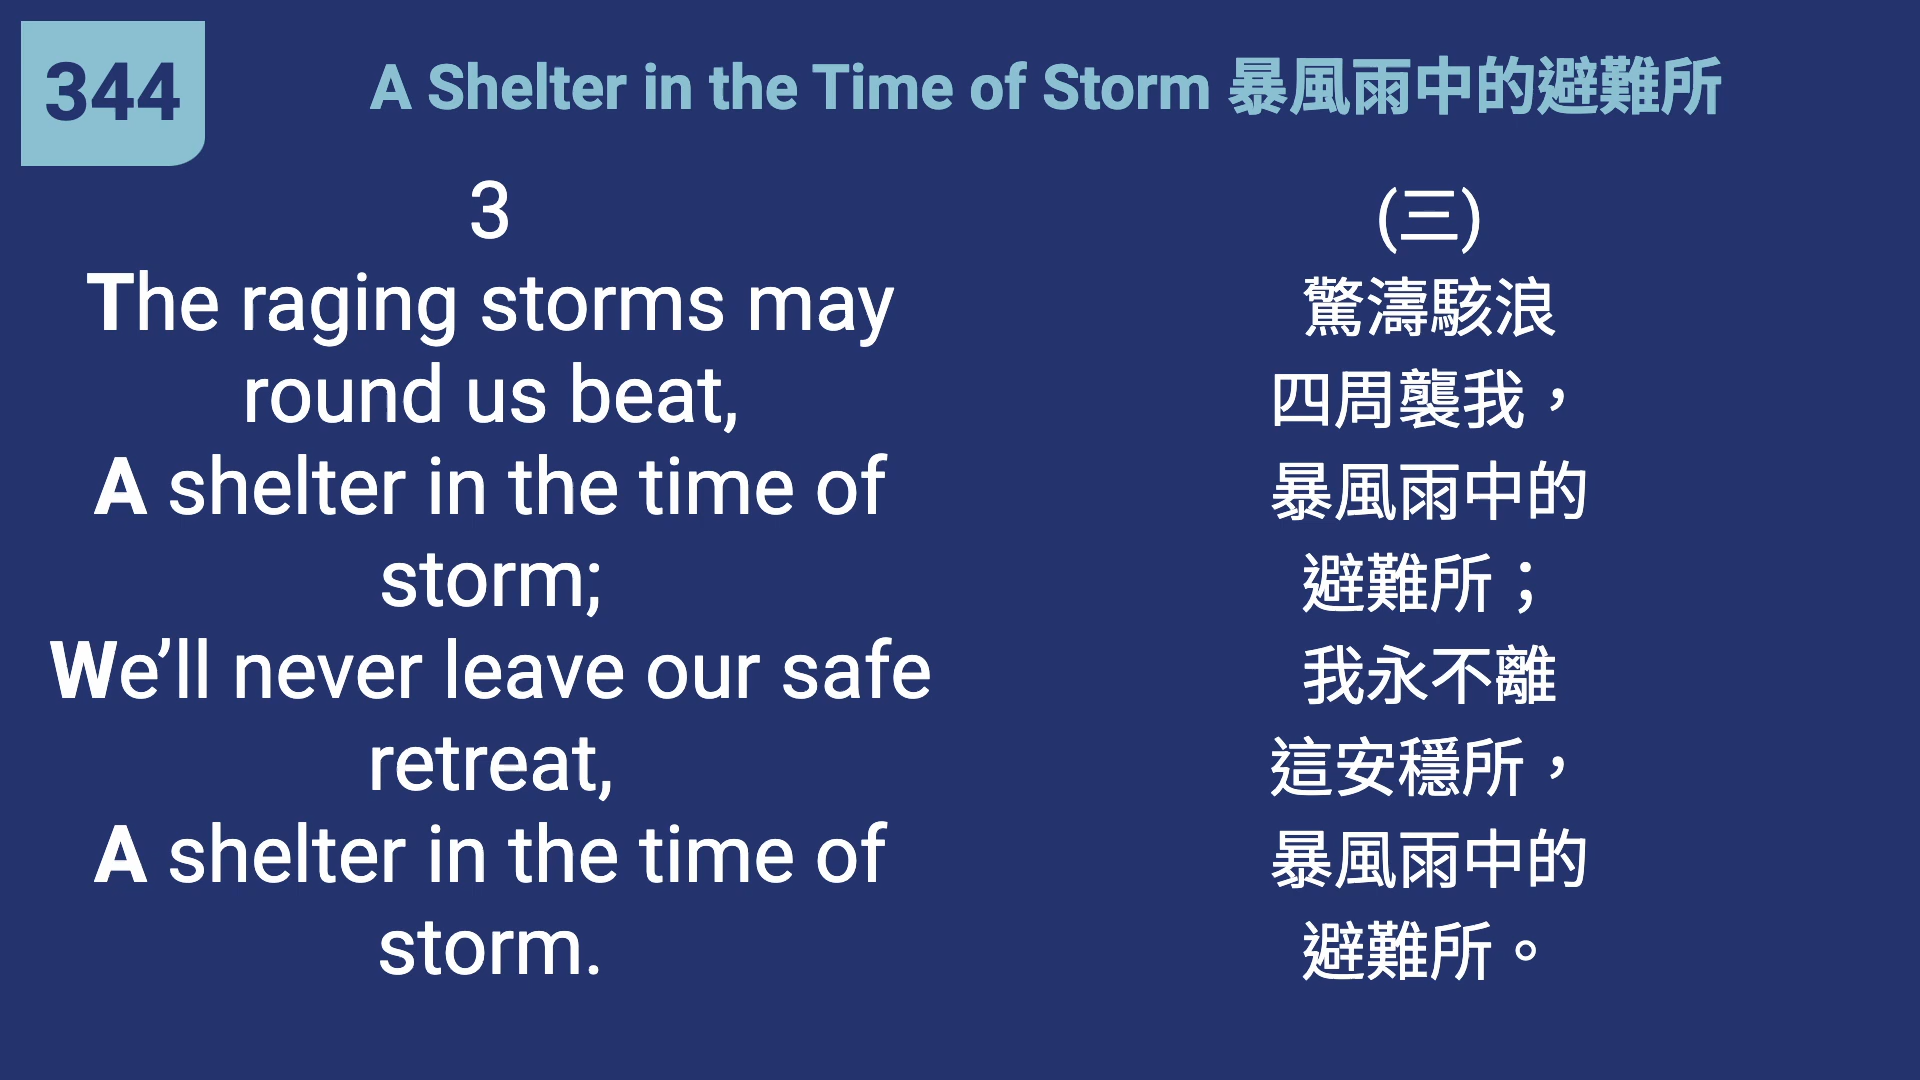 344
A Shelter in the Time of Storm 暴風雨中的避難所
3
The raging storms may
round us beat,
A shelter in the time of
storm;
We’ll never leave our safe
retreat,
A shelter in the time of
storm.
(三)
驚濤駭浪
四周襲我，
暴風雨中的
避難所；
我永不離
這安穩所，
暴風雨中的
避難所。